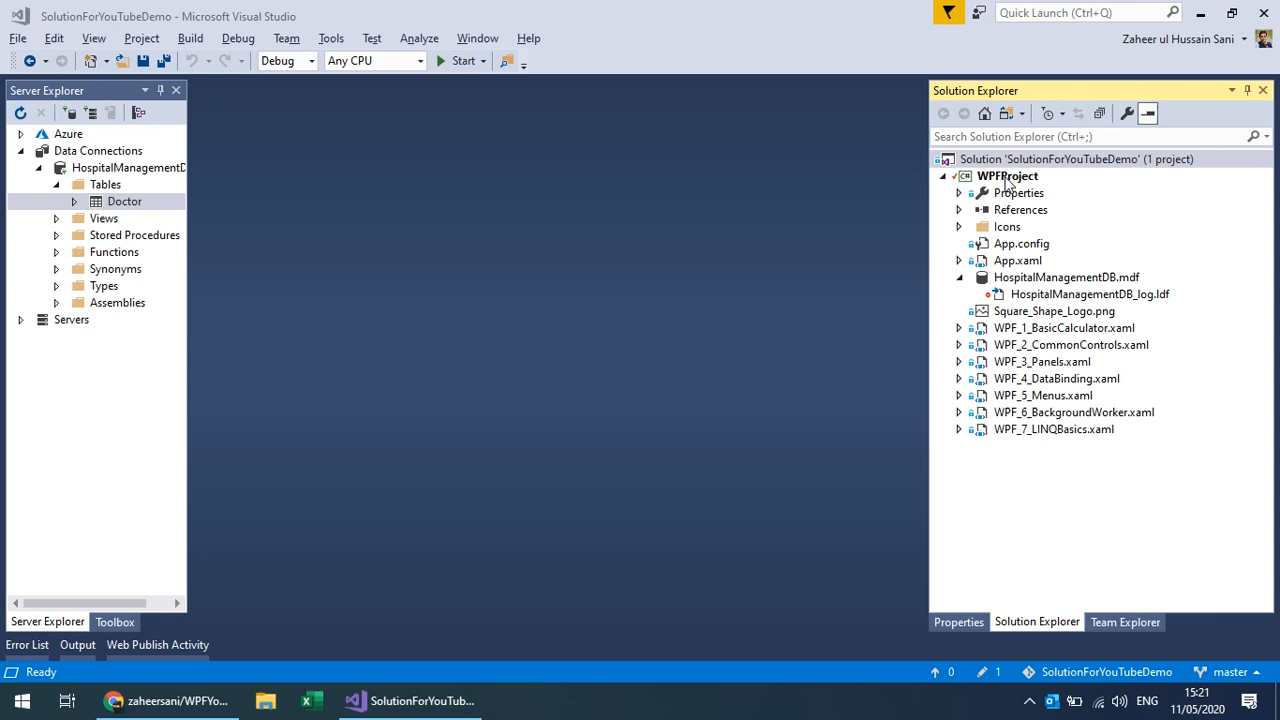 SolutionForYouTubeDemo - Microsoft Visual Studio
Quick Launch (Ctrl+Q)
File Edit View Project Build Debug Team Tools Test Analyze Window Help
Zaheer ul Hussain Sani
Debug Any CPU Start
Server Explorer
Azure
Data Connections
HospitalManagementD
Tables
Doctor
Views
Stored Procedures
Functions
Synonyms
Types
Assemblies
Servers
Server Explorer Toolbox
Solution Explorer
Search Solution Explorer (Ctrl+;)
Solution 'SolutionForYouTubeDemo' (1 project)
C# WPFProject
Properties
References
Icons
App.config
App.xaml
HospitalManagementDB.mdf
HospitalManagementDB_log.ldf
Square_Shape_Logo.png
WPF_1_BasicCalculator.xaml
WPF_2_CommonControls.xaml
WPF_3_Panels.xaml
WPF_4_DataBinding.xaml
WPF_5_Menus.xaml
WPF_6_BackgroundWorker.xaml
WPF_7_LINQBasics.xaml
Properties Solution Explorer Team Explorer
Error List Output Web Publish Activity
Ready 0 1 SolutionForYouTubeDemo master
zaheersani/WPFYo... SolutionForYouTub... ENG 15:21
11/05/2020